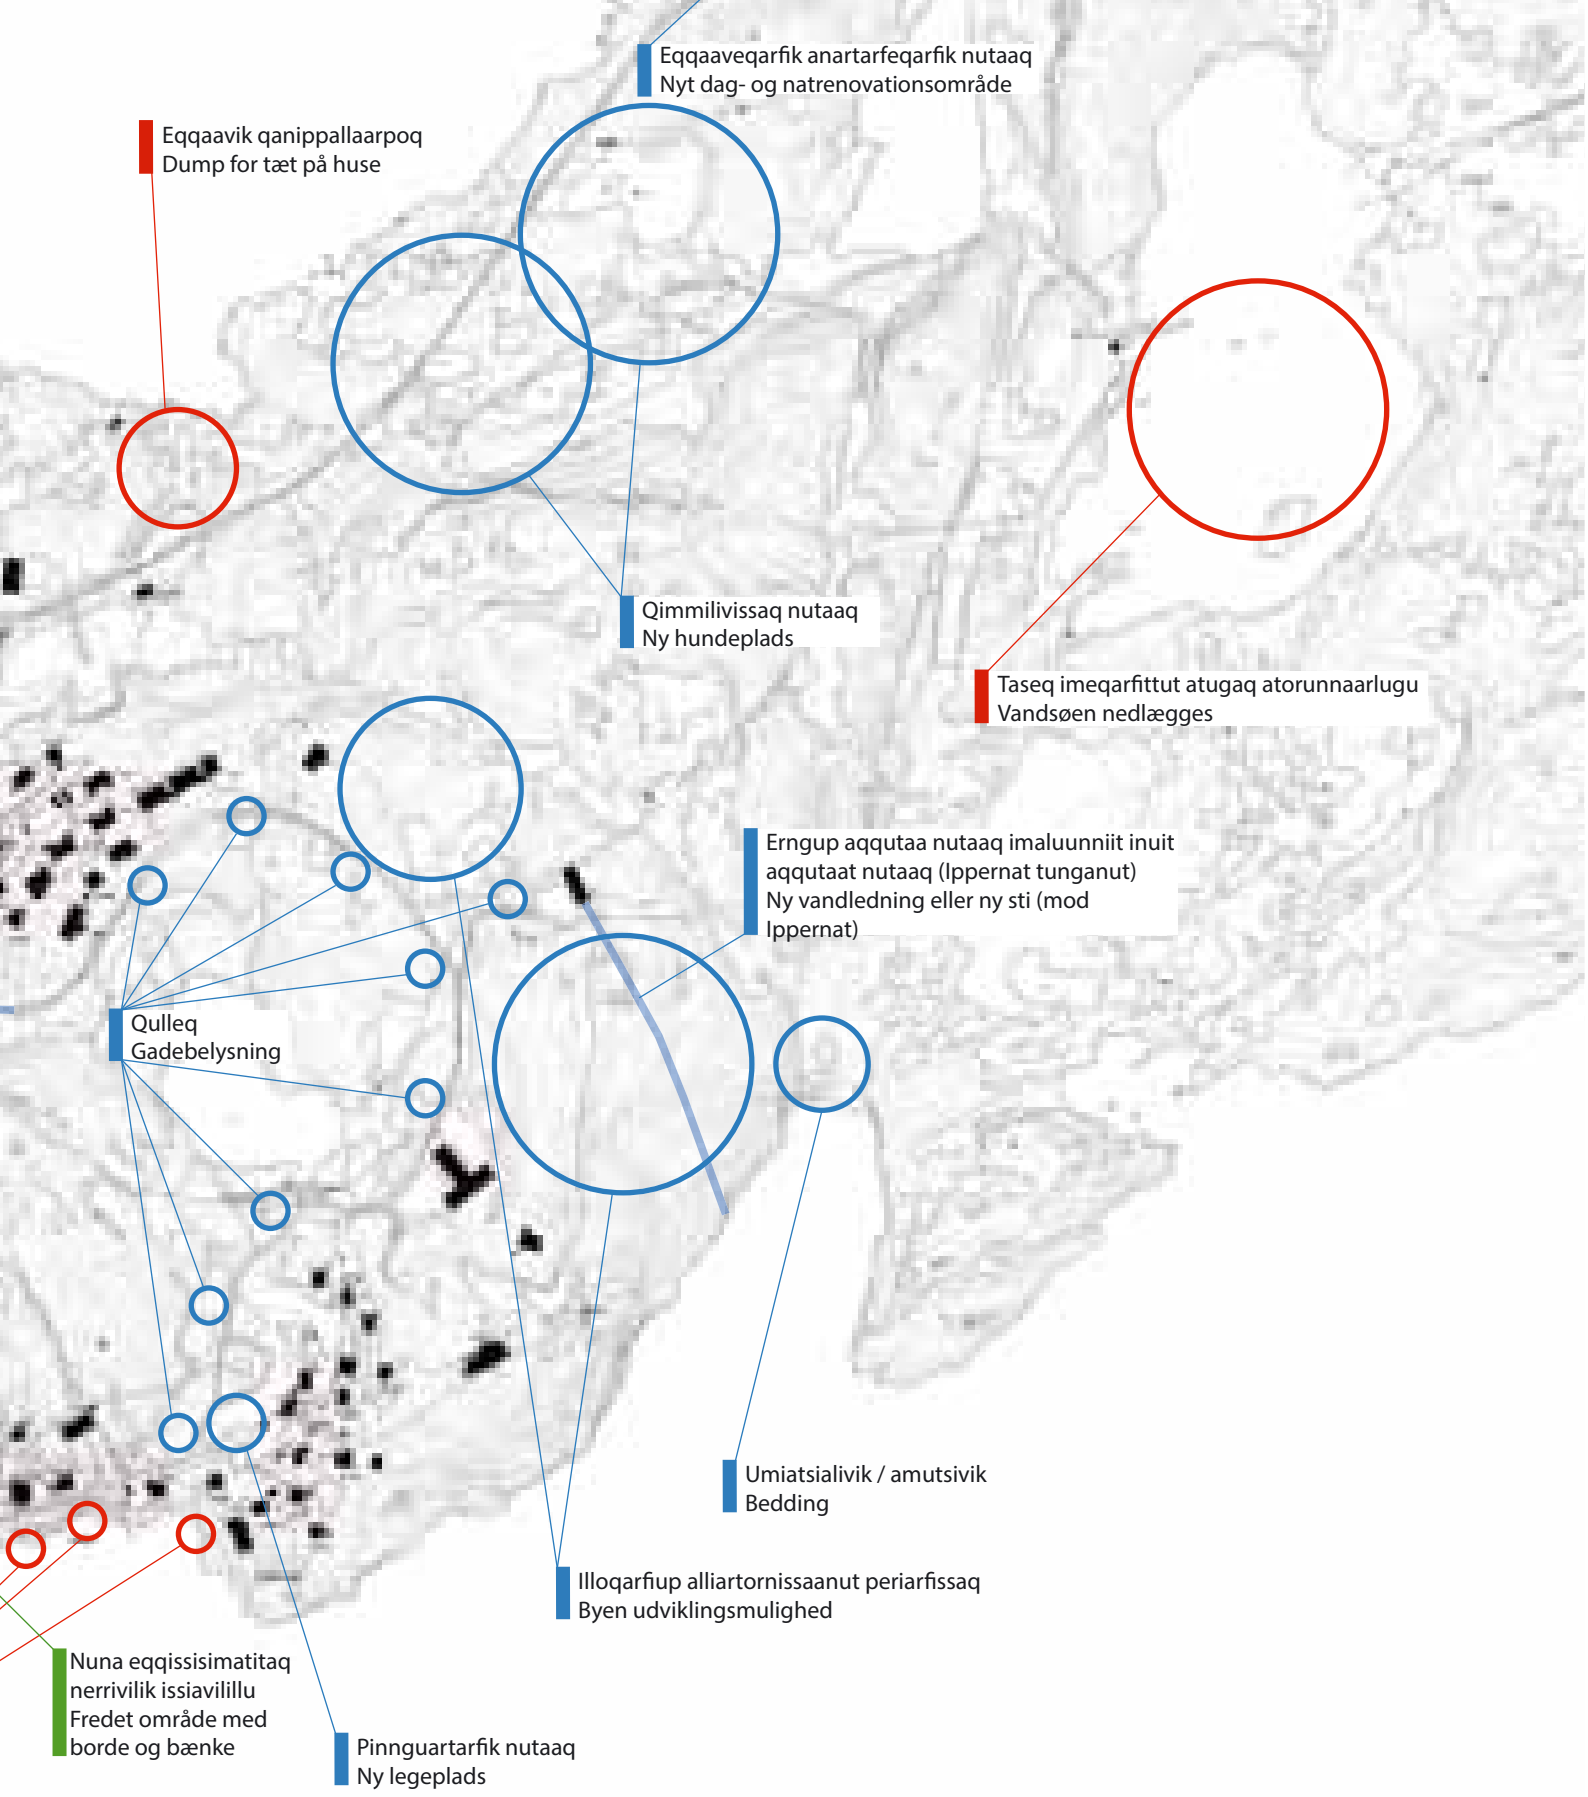 Eqqaaveqarfik anartarfeqarfik nutaaq
Nyt dag- og natrenovationsområde
Eqqaavik qanippallaarpoq
Dump for tæt på huse
Qimmilivissaq nutaaq
Ny hundeplads
Taseq imeqarfittut atugaq atorunnaarlugu
Vandsøen nedlægges
Erngup aqqutaa nutaaq imaluunniit inuit
aqqutaat nutaaq (Ippernat tunganut)
Ny vandledning eller ny sti (mod
Ippernat)
Qulleq
Gadebelysning
Umiatsialivik / amutsivik
Bedding
Illoqarfiup alliartornissaanut periarfissaq
Byen udviklingsmulighed
Nuna eqqissisimatitaq
nerrivilik issiavilillu
Fredet område med
borde og bænke
Pinnguartarfik nutaaq
Ny legeplads